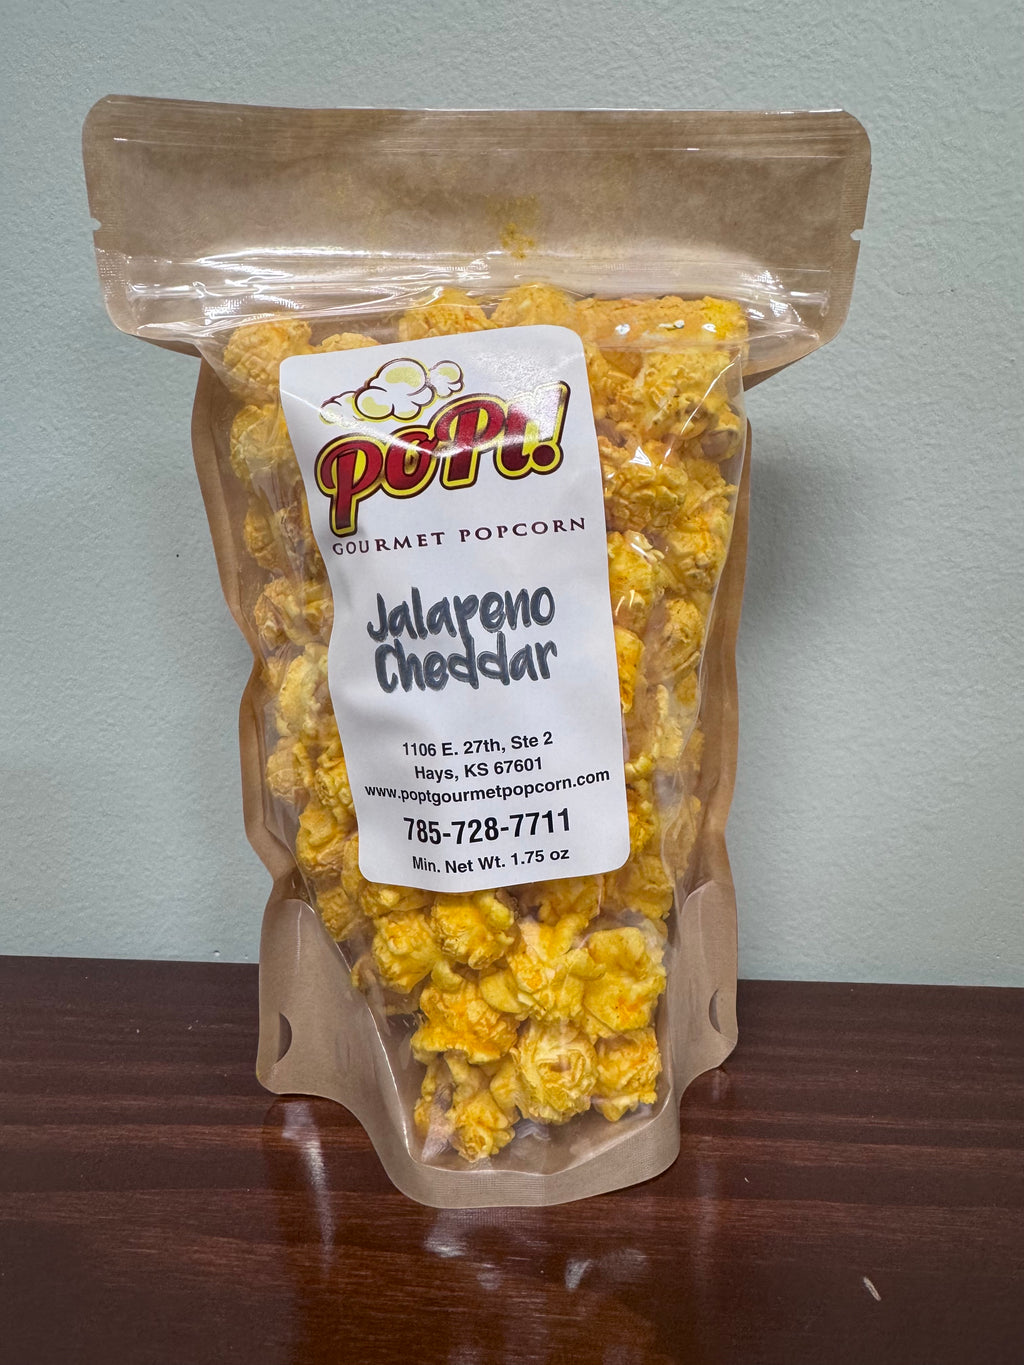 PoPt!
GOURMET POPCORN
Jalapeno
Cheddar
1106 E. 27th, Ste 2
Hays, KS 67601
www.poptgourmetpopcorn.com
785-728-7711
Min. Net Wt. 1.75 oz